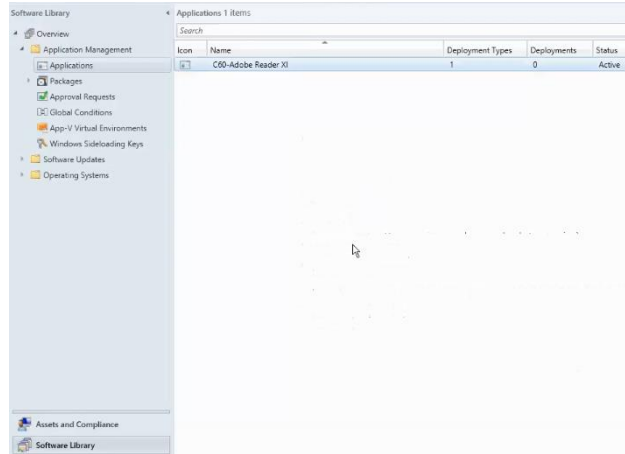 Software Library
Applications 1 items
Overview
Search
Application Management
Icon Name Deployment Types Deployments Status
Applications
C60-Adobe Reader XI 1 0 Active
Packages
Approval Requests
Global Conditions
App-V Virtual Environments
Windows Sideloading Keys
Software Updates
Operating Systems
Assets and Compliance
Software Library